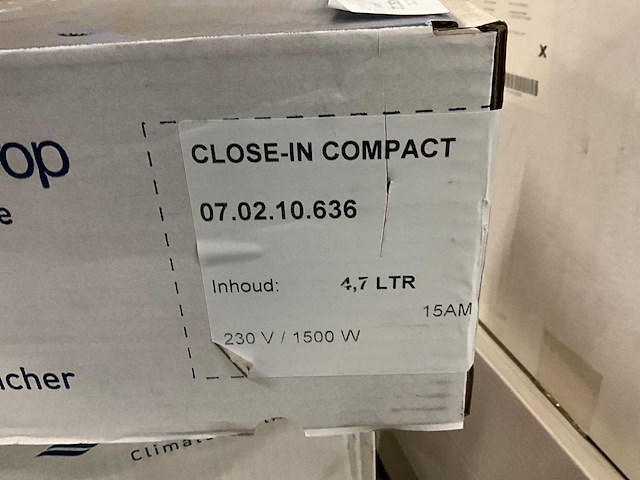 X
CLOSE-IN COMPACT
07.02.10.636
Inhoud: 4,7 LTR
15AM
230 V / 1500 W